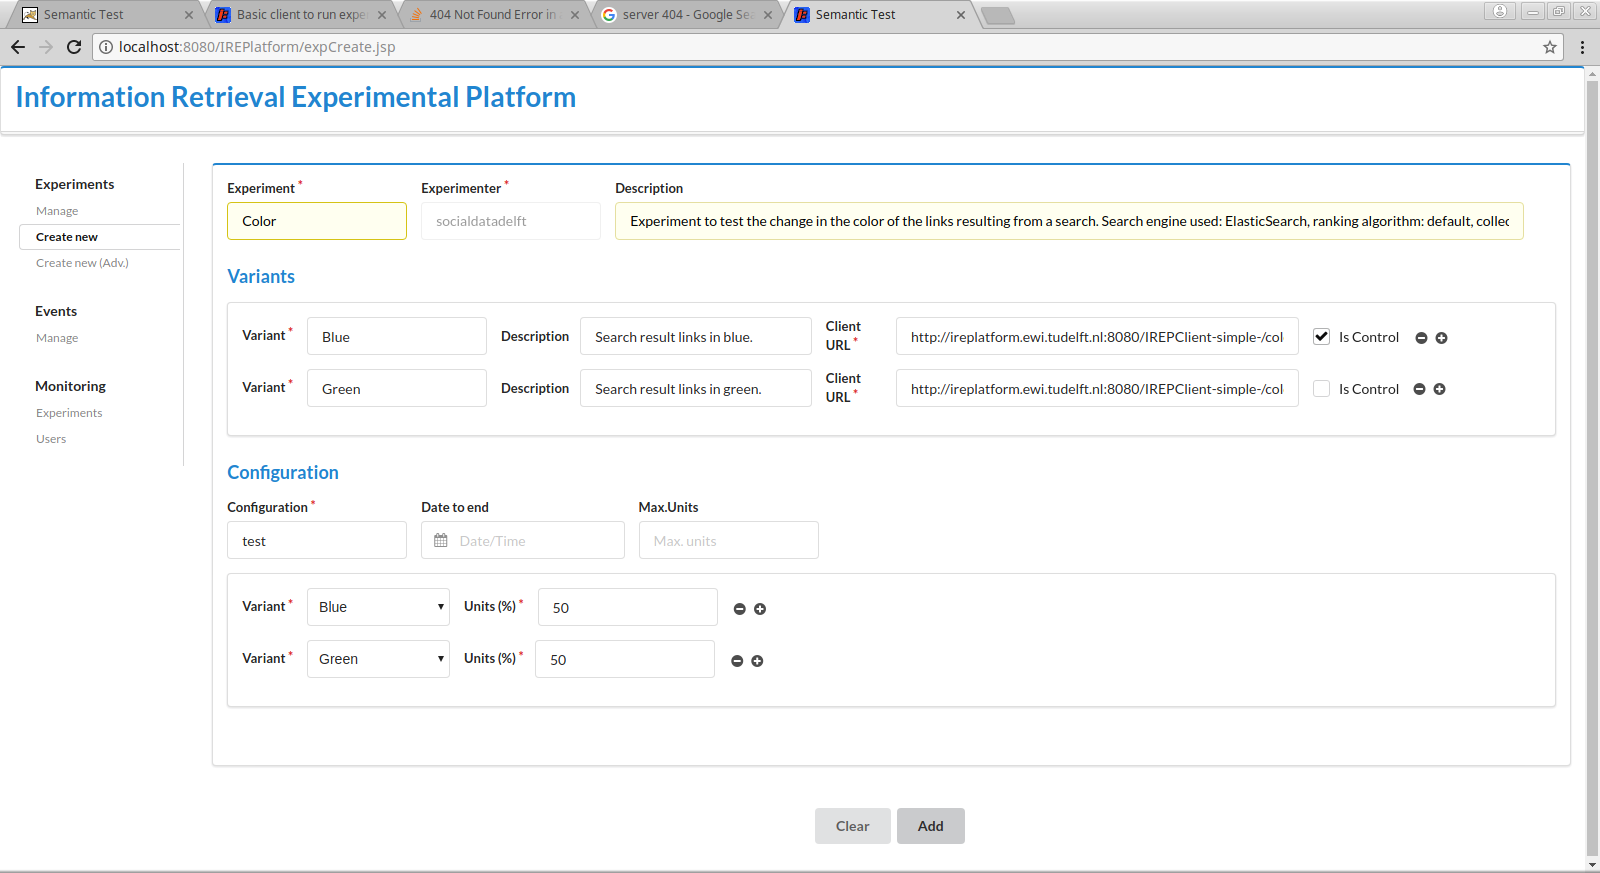 Semantic Test
Basic client to run expe
404 Not Found Error in
server 404 - Google Se
Semantic Test
localhost:8080/IREPlatform/expCreate.jsp
Information Retrieval Experimental Platform
Experiments
Manage
Create new
Create new (Adv.)
Events
Manage
Monitoring
Experiments
Users
Experiment * Experimenter * Description
Color socialdatadelft Experiment to test the change in the color of the links resulting from a search. Search engine used: ElasticSearch, ranking algorithm: default, collec
Variants
Variant * Blue Description Search result links in blue. Client URL * http://ireplatform.ewi.tudelft.nl:8080/IREPClient-simple-/col Is Control
Variant * Green Description Search result links in green. Client URL * http://ireplatform.ewi.tudelft.nl:8080/IREPClient-simple-/col Is Control
Configuration
Configuration * Date to end Max.Units
test Date/Time Max. units
Variant * Blue Units (%) * 50
Variant * Green Units (%) * 50
Clear Add